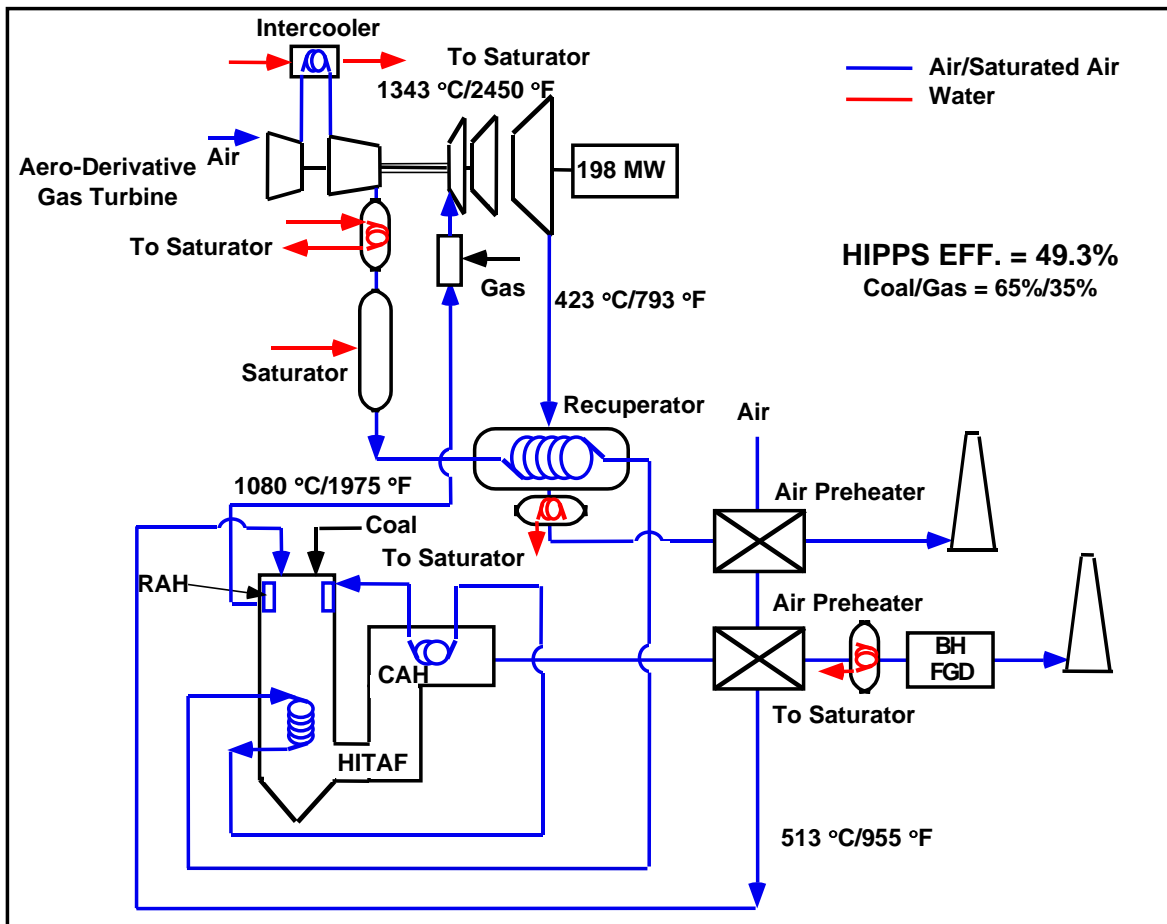 Intercooler
To Saturator
1343 °C/2450 °F
Air/Saturated Air
Water
Air
Aero-Derivative
Gas Turbine
198 MW
To Saturator
Gas
HIPPS EFF. = 49.3%
Coal/Gas = 65%/35%
423 °C/793 °F
Saturator
Recuperator
Air
1080 °C/1975 °F
Air Preheater
Coal
To Saturator
RAH
Air Preheater
CAH
BH
FGD
To Saturator
HITAF
513 °C/955 °F